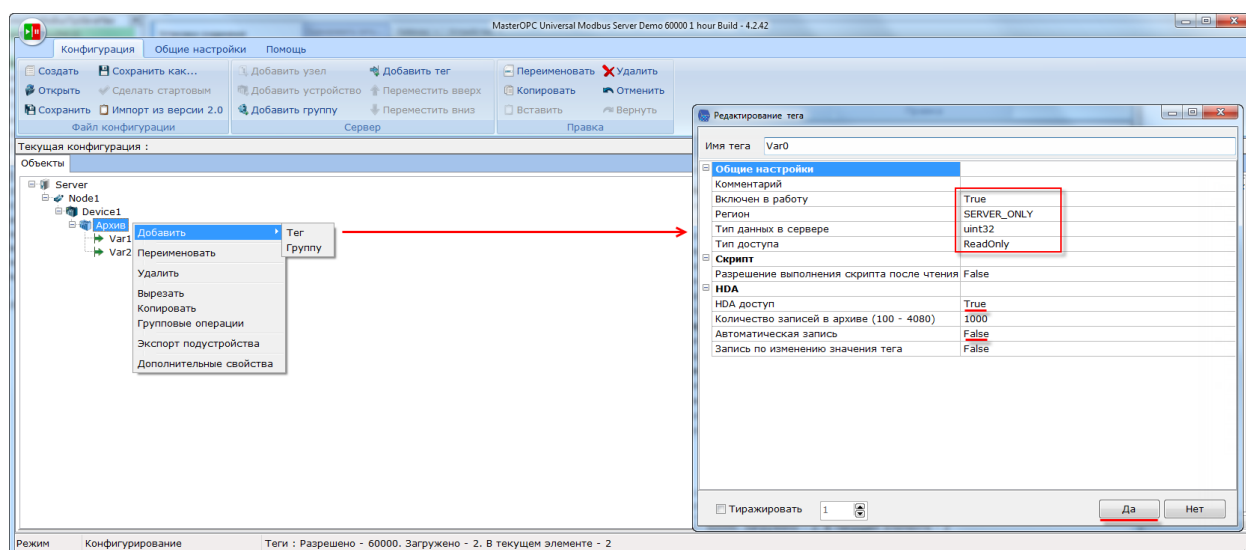 MasterOPC Universal Modbus Server Demo 60000 1 hour Build - 4.2.42
Конфигурация Общие настройки Помощь
Создать Сохранить как... Добавить узел Добавить тег Переименовать Удалить
Открыть Сделать стартовым Добавить устройство Переместить вверх Копировать Отменить
Сохранить Импорт из версии 2.0 Добавить группу Переместить вниз Вставить Вернуть
Файл конфигурации Сервер Правка
Текущая конфигурация :
Объекты
Server
Node1
Device1
Архив
Var1
Var2
Добавить
Переименовать
Удалить
Вырезать
Копировать
Групповые операции
Экспорт подустройства
Дополнительные свойства
Тег
Группу
Редактирование тега
Имя тега Var0
Общие настройки
Комментарий
Включен в работу True
Регион SERVER_ONLY
Тип данных в сервере uint32
Тип доступа ReadOnly
Скрипт
Разрешение выполнения скрипта после чтения False
HDA
HDA доступ True
Количество записей в архиве (100 - 4080) 1000
Автоматическая запись False
Запись по изменению значения тега False
Тиражировать 1 Да Нет
Режим Конфигурирование Теги : Разрешено - 60000. Загружено - 2. В текущем элементе - 2